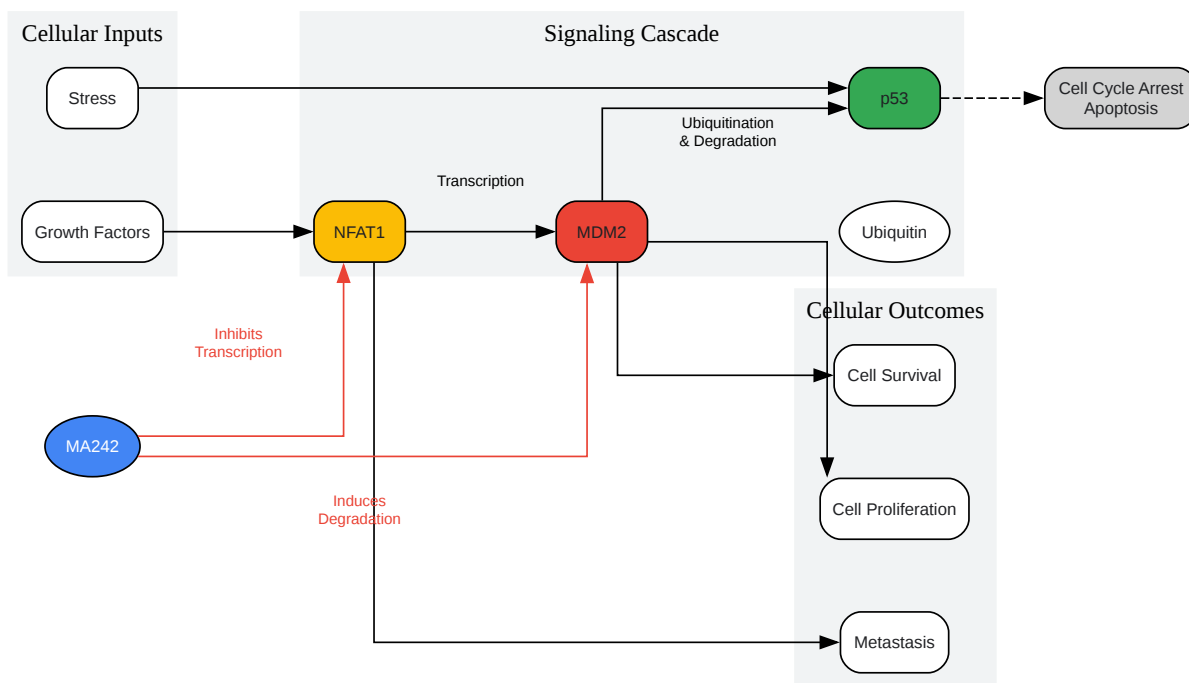 Cellular Inputs
Signaling Cascade
Stress
p53
Cell Cycle Arrest
Apoptosis
Ubiquitination
& Degradation
Transcription
Growth Factors
NFAT1
MDM2
Ubiquitin
Cellular Outcomes
Inhibits
Transcription
Cell Survival
MA242
Induces
Degradation
Cell Proliferation
Metastasis